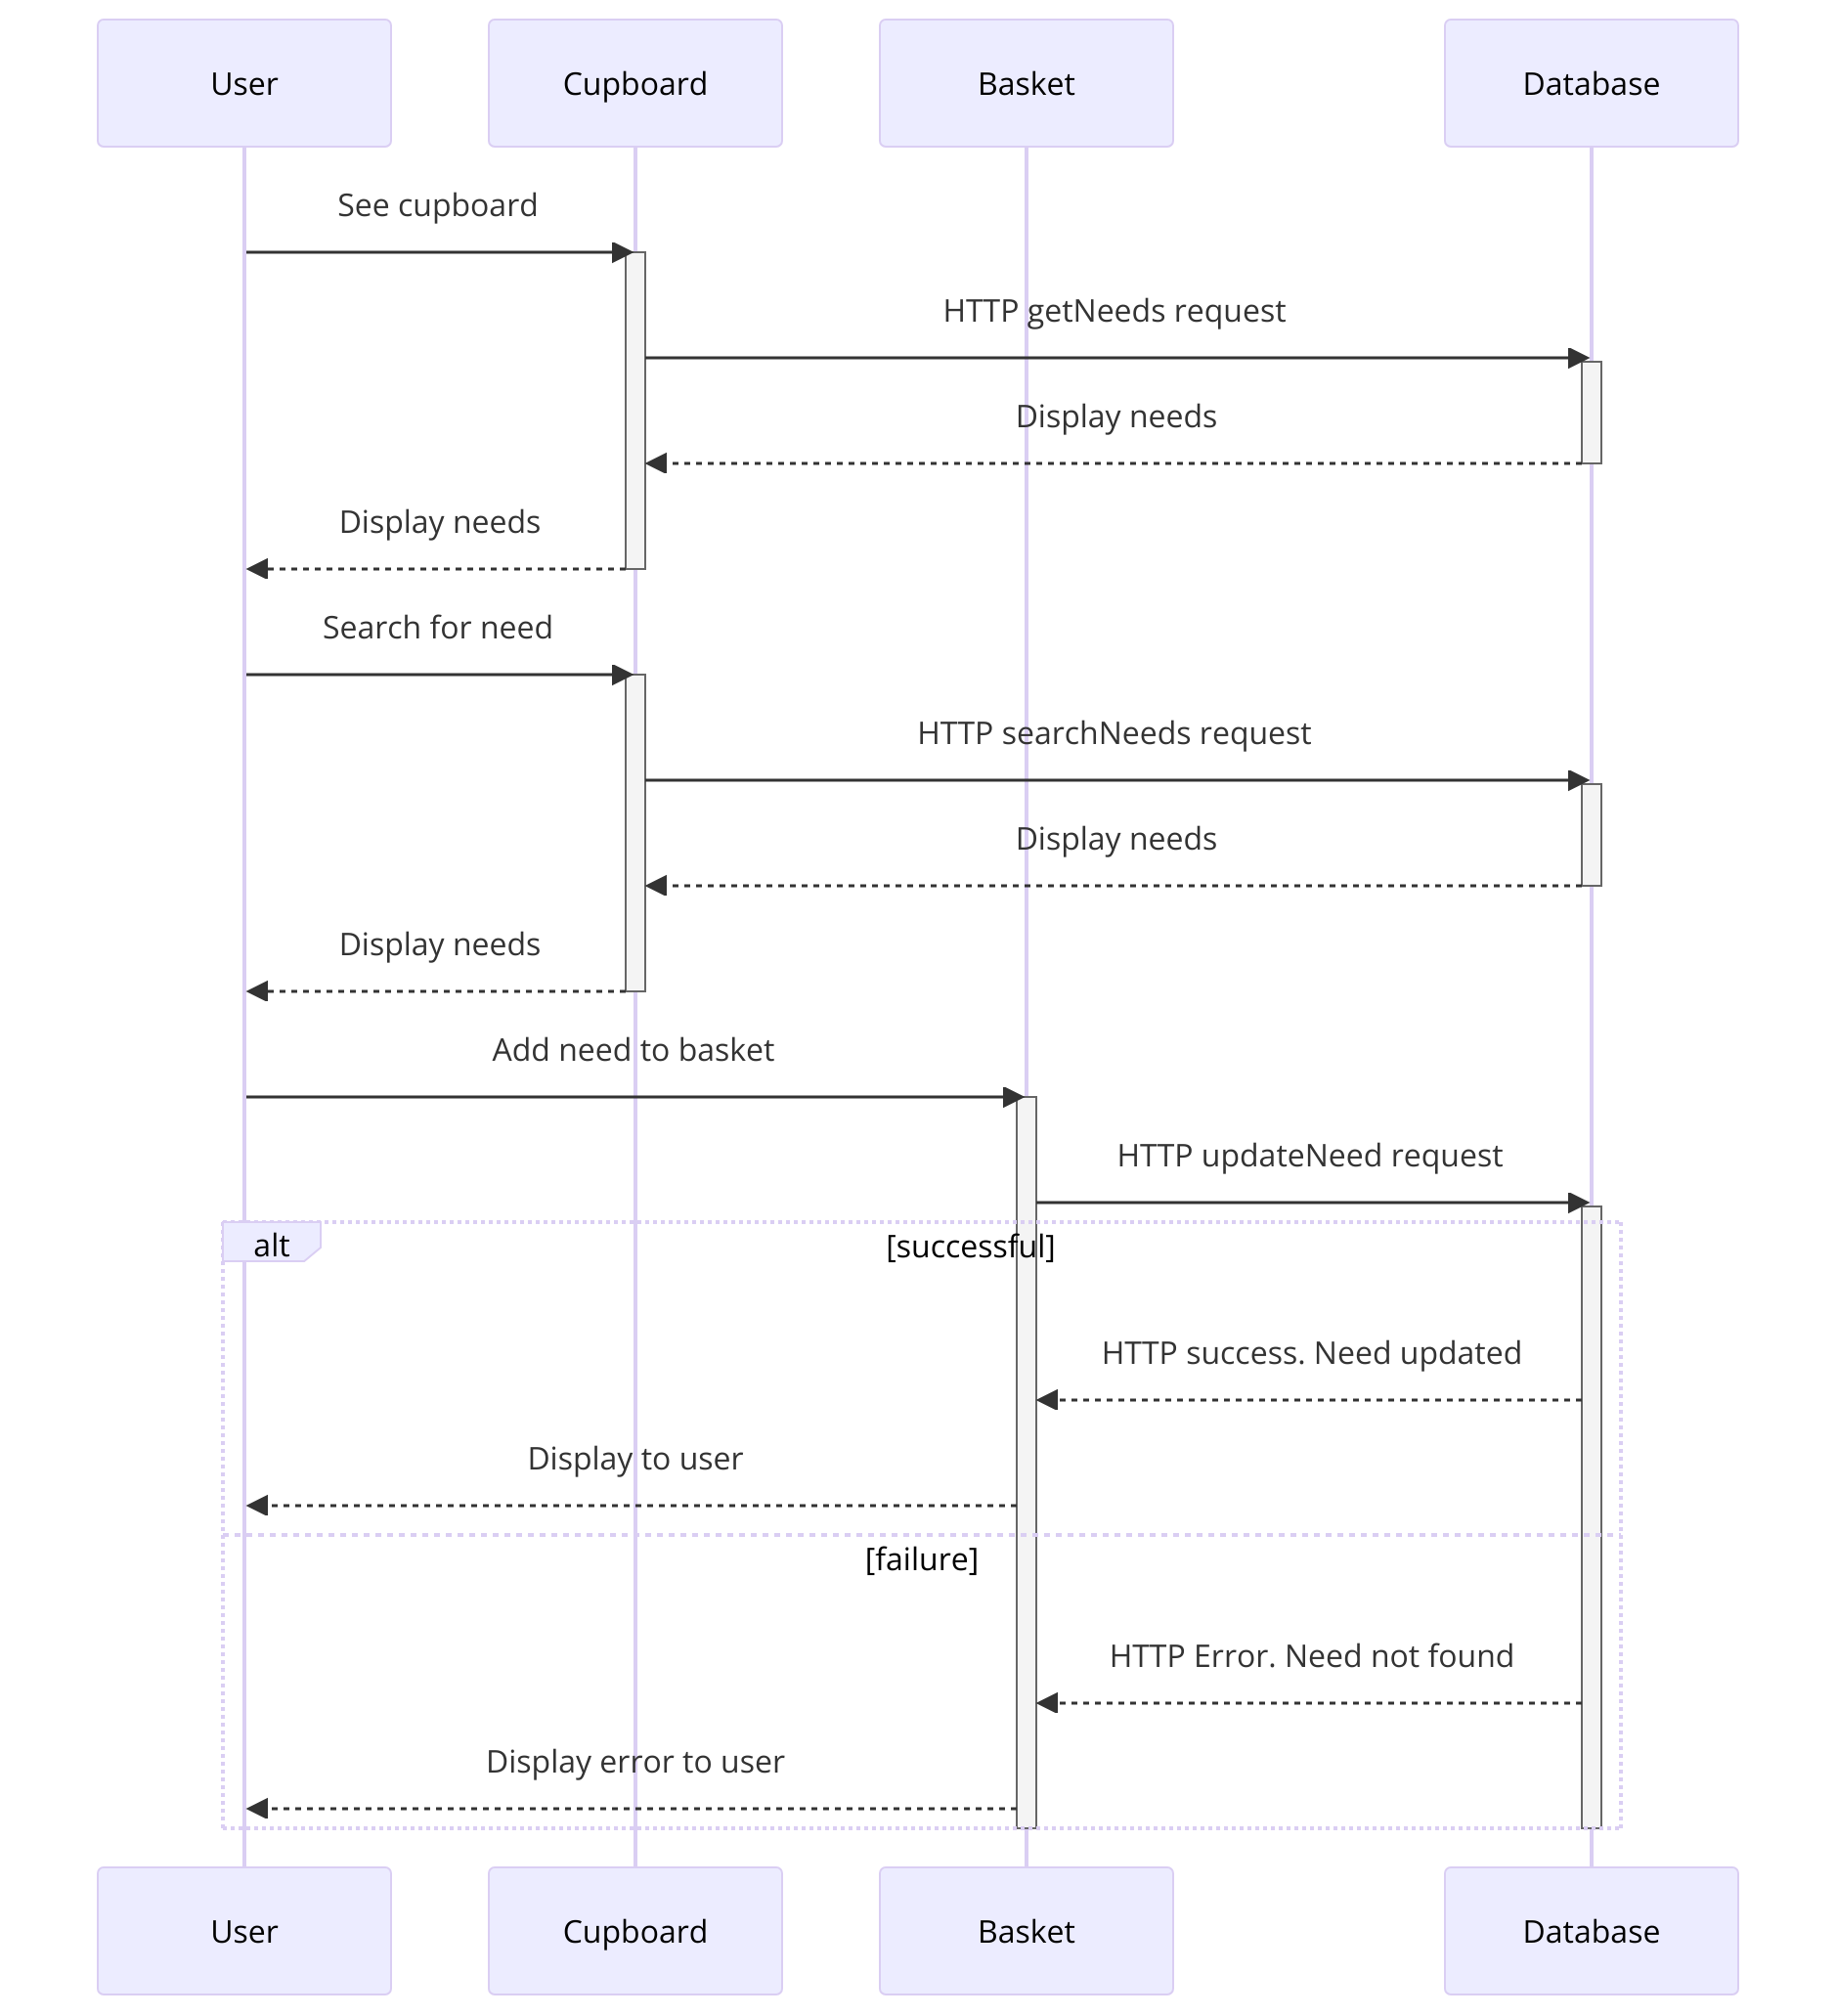 User
Cupboard
Basket
Database
See cupboard
HTTP getNeeds request
Display needs
Display needs
Search for need
HTTP searchNeeds request
Display needs
Display needs
Add need to basket
HTTP updateNeed request
alt
[successful]
HTTP success. Need updated
Display to user
[failure]
HTTP Error. Need not found
Display error to user
User
Cupboard
Basket
Database